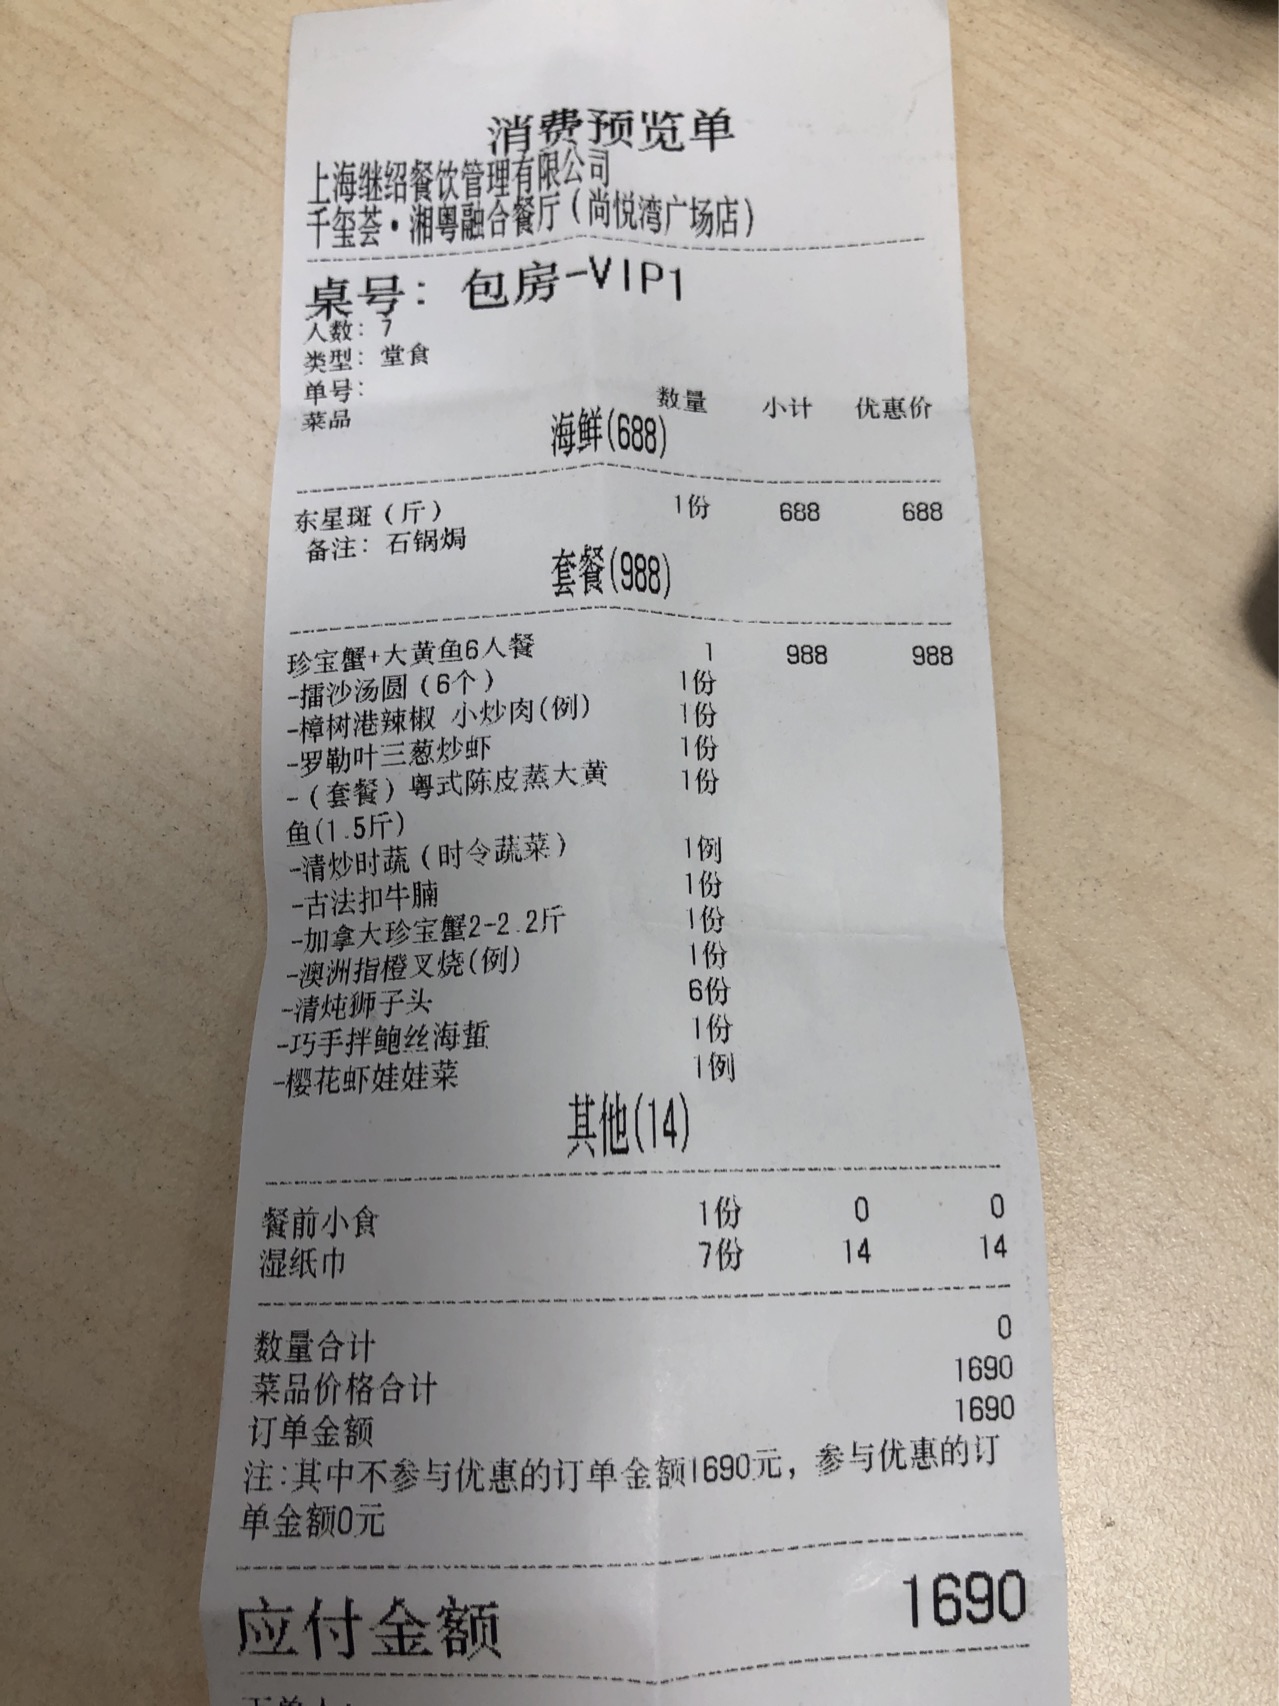 消费预览单
上海继绍餐饮管理有限公司
千玺荟·湘粤融合餐厅（尚悦湾广场店）
桌号： 包房-VIP1
人数： 7
类型： 堂食
单号：
菜品 数量 小计 优惠价
海鲜(688)
东星斑（斤） 1份 688 688
备注： 石锅焗
套餐(988)
珍宝蟹+大黄鱼6人餐 1 988 988
-擂沙汤圆（6个） 1份
-樟树港辣椒 小炒肉(例) 1份
-罗勒叶三葱炒虾 1份
-（套餐）粤式陈皮蒸大黄 1份
鱼(1.5斤)
-清炒时蔬（时令蔬菜） 1例
-古法扣牛腩 1份
-加拿大珍宝蟹2-2.2斤 1份
-澳洲指橙叉烧(例) 1份
-清炖狮子头 6份
-巧手拌鲍丝海蜇 1份
-樱花虾娃娃菜 1例
其他(14)
餐前小食 1份 0 0
湿纸巾 7份 14 14
数量合计 0
菜品价格合计 1690
订单金额 1690
注:其中不参与优惠的订单金额1690元，参与优惠的订
单金额0元
应付金额 1690
下单人：